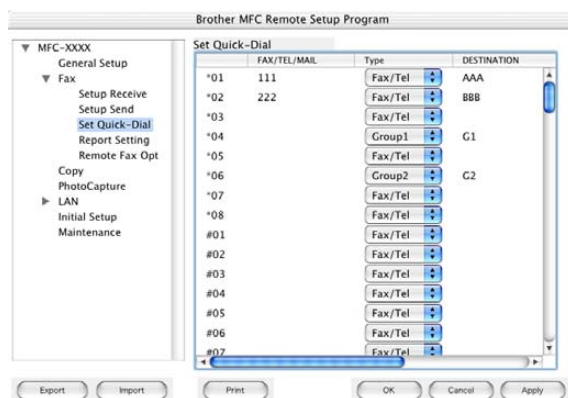 Brother MFC Remote Setup Program
MFC-XXXX
General Setup
Fax
Setup Receive
Setup Send
Set Quick-Dial
Report Setting
Remote Fax Opt
Copy
PhotoCapture
LAN
Initial Setup
Maintenance
Set Quick-Dial
FAX/TEL/MAIL Type DESTINATION
*01 111 Fax/Tel AAA
*02 222 Fax/Tel BBB
*03 Fax/Tel
*04 Group1 G1
*05 Fax/Tel
*06 Group2 G2
*07 Fax/Tel
*08 Fax/Tel
#01 Fax/Tel
#02 Fax/Tel
#03 Fax/Tel
#04 Fax/Tel
#05 Fax/Tel
#06 Fax/Tel
#07 Fax/Tel
Export Import Print OK Cancel Apply